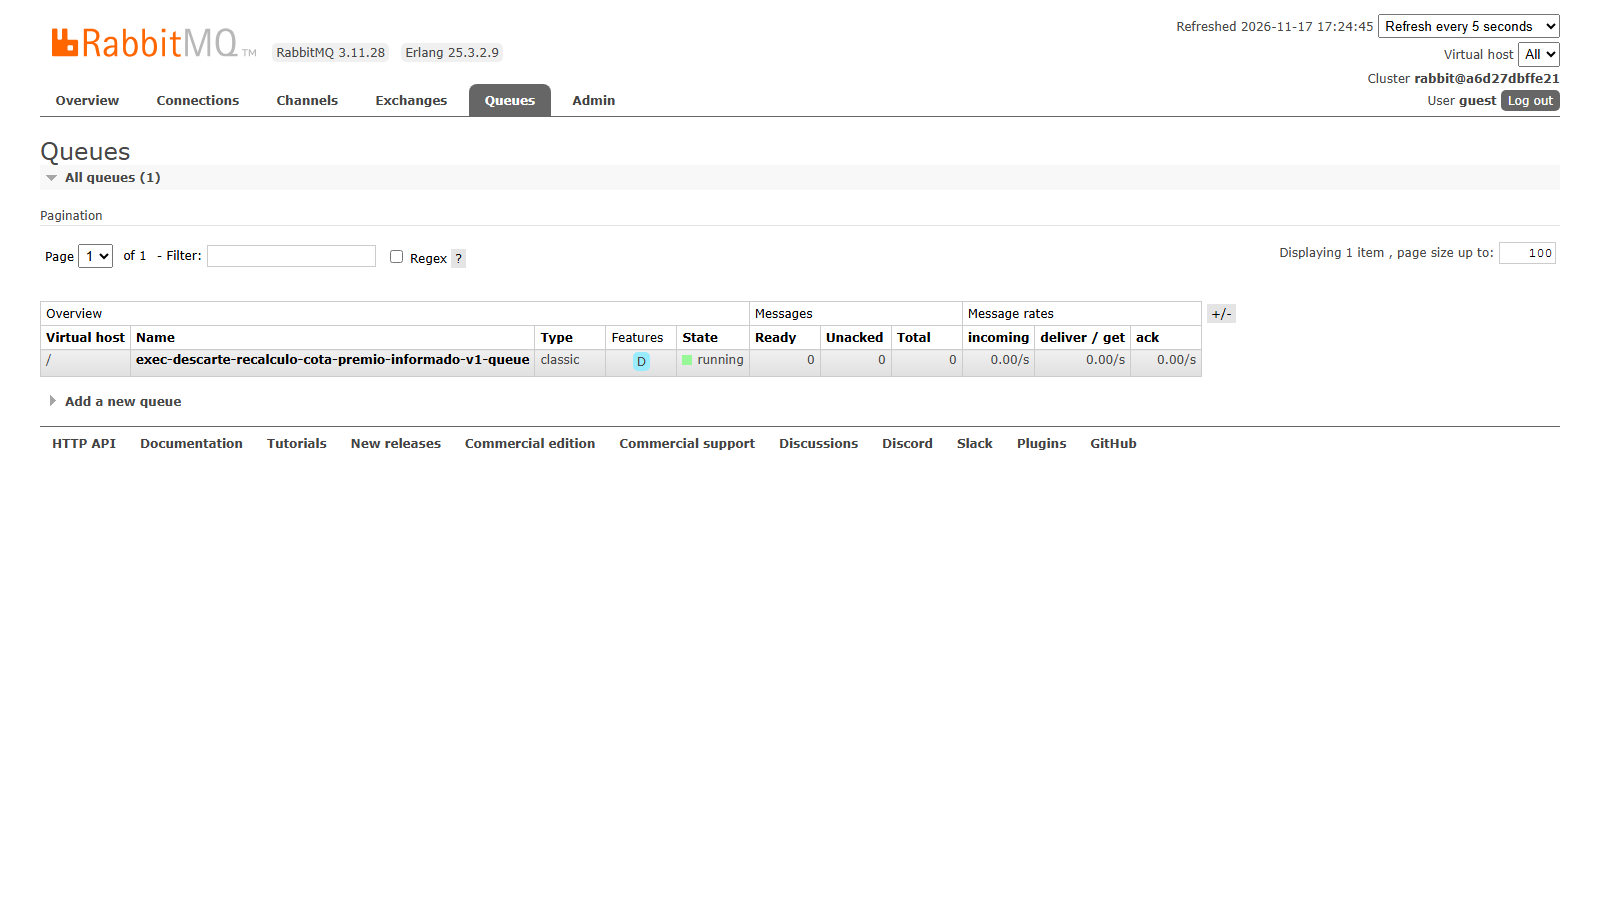 RabbitMQ TM RabbitMQ 3.11.28 Erlang 25.3.2.9
Refreshed 2026-11-17 17:24:45 Refresh every 5 seconds
Virtual host All
Cluster rabbit@a6d27dbffe21
User guest Log out
Overview Connections Channels Exchanges Queues Admin
Queues
All queues (1)
Pagination
Page 1 of 1 - Filter: Regex ? Displaying 1 item , page size up to: 100
Overview Messages Message rates +/-
Virtual host Name Type Features State Ready Unacked Total incoming deliver / get ack
/ exec-descarte-recalculo-cota-premio-informado-v1-queue classic D running 0 0 0 0.00/s 0.00/s 0.00/s
Add a new queue
HTTP API Documentation Tutorials New releases Commercial edition Commercial support Discussions Discord Slack Plugins GitHub